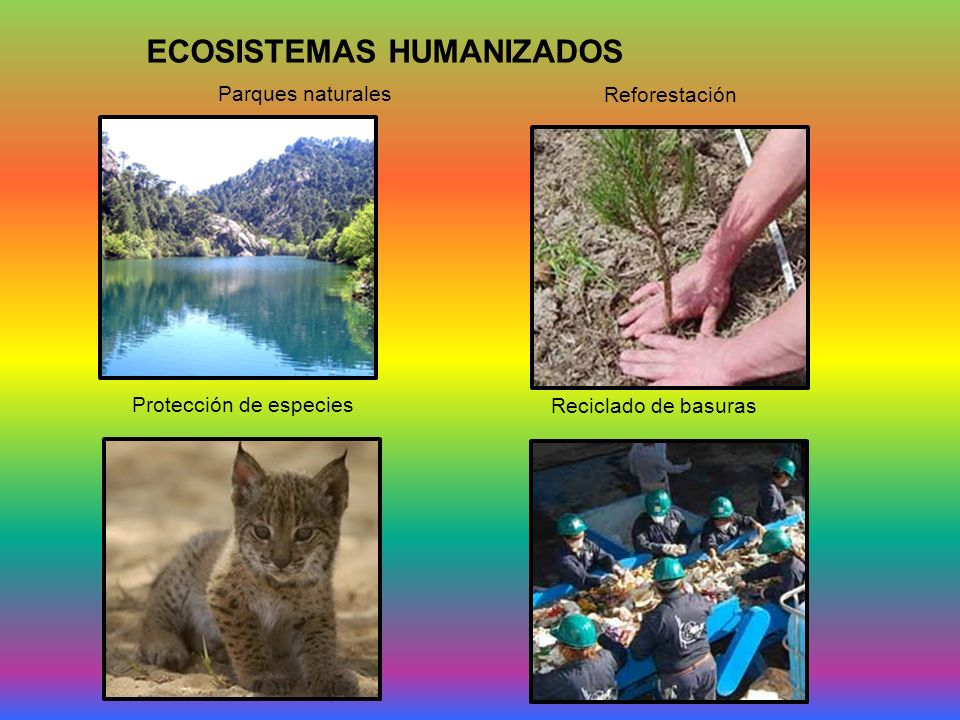 ECOSISTEMAS HUMANIZADOS
Parques naturales
Reforestación
Protección de especies
Reciclado de basuras